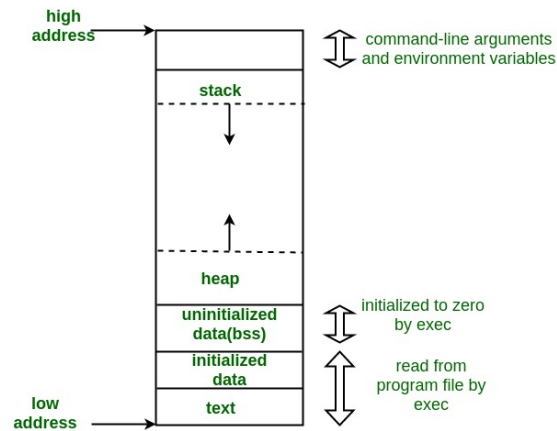 high
address
command-line arguments
and environment variables
stack
heap
uninitialized
data(bss)
initialized to zero
by exec
initialized
data
read from
program file by
exec
text
low
address